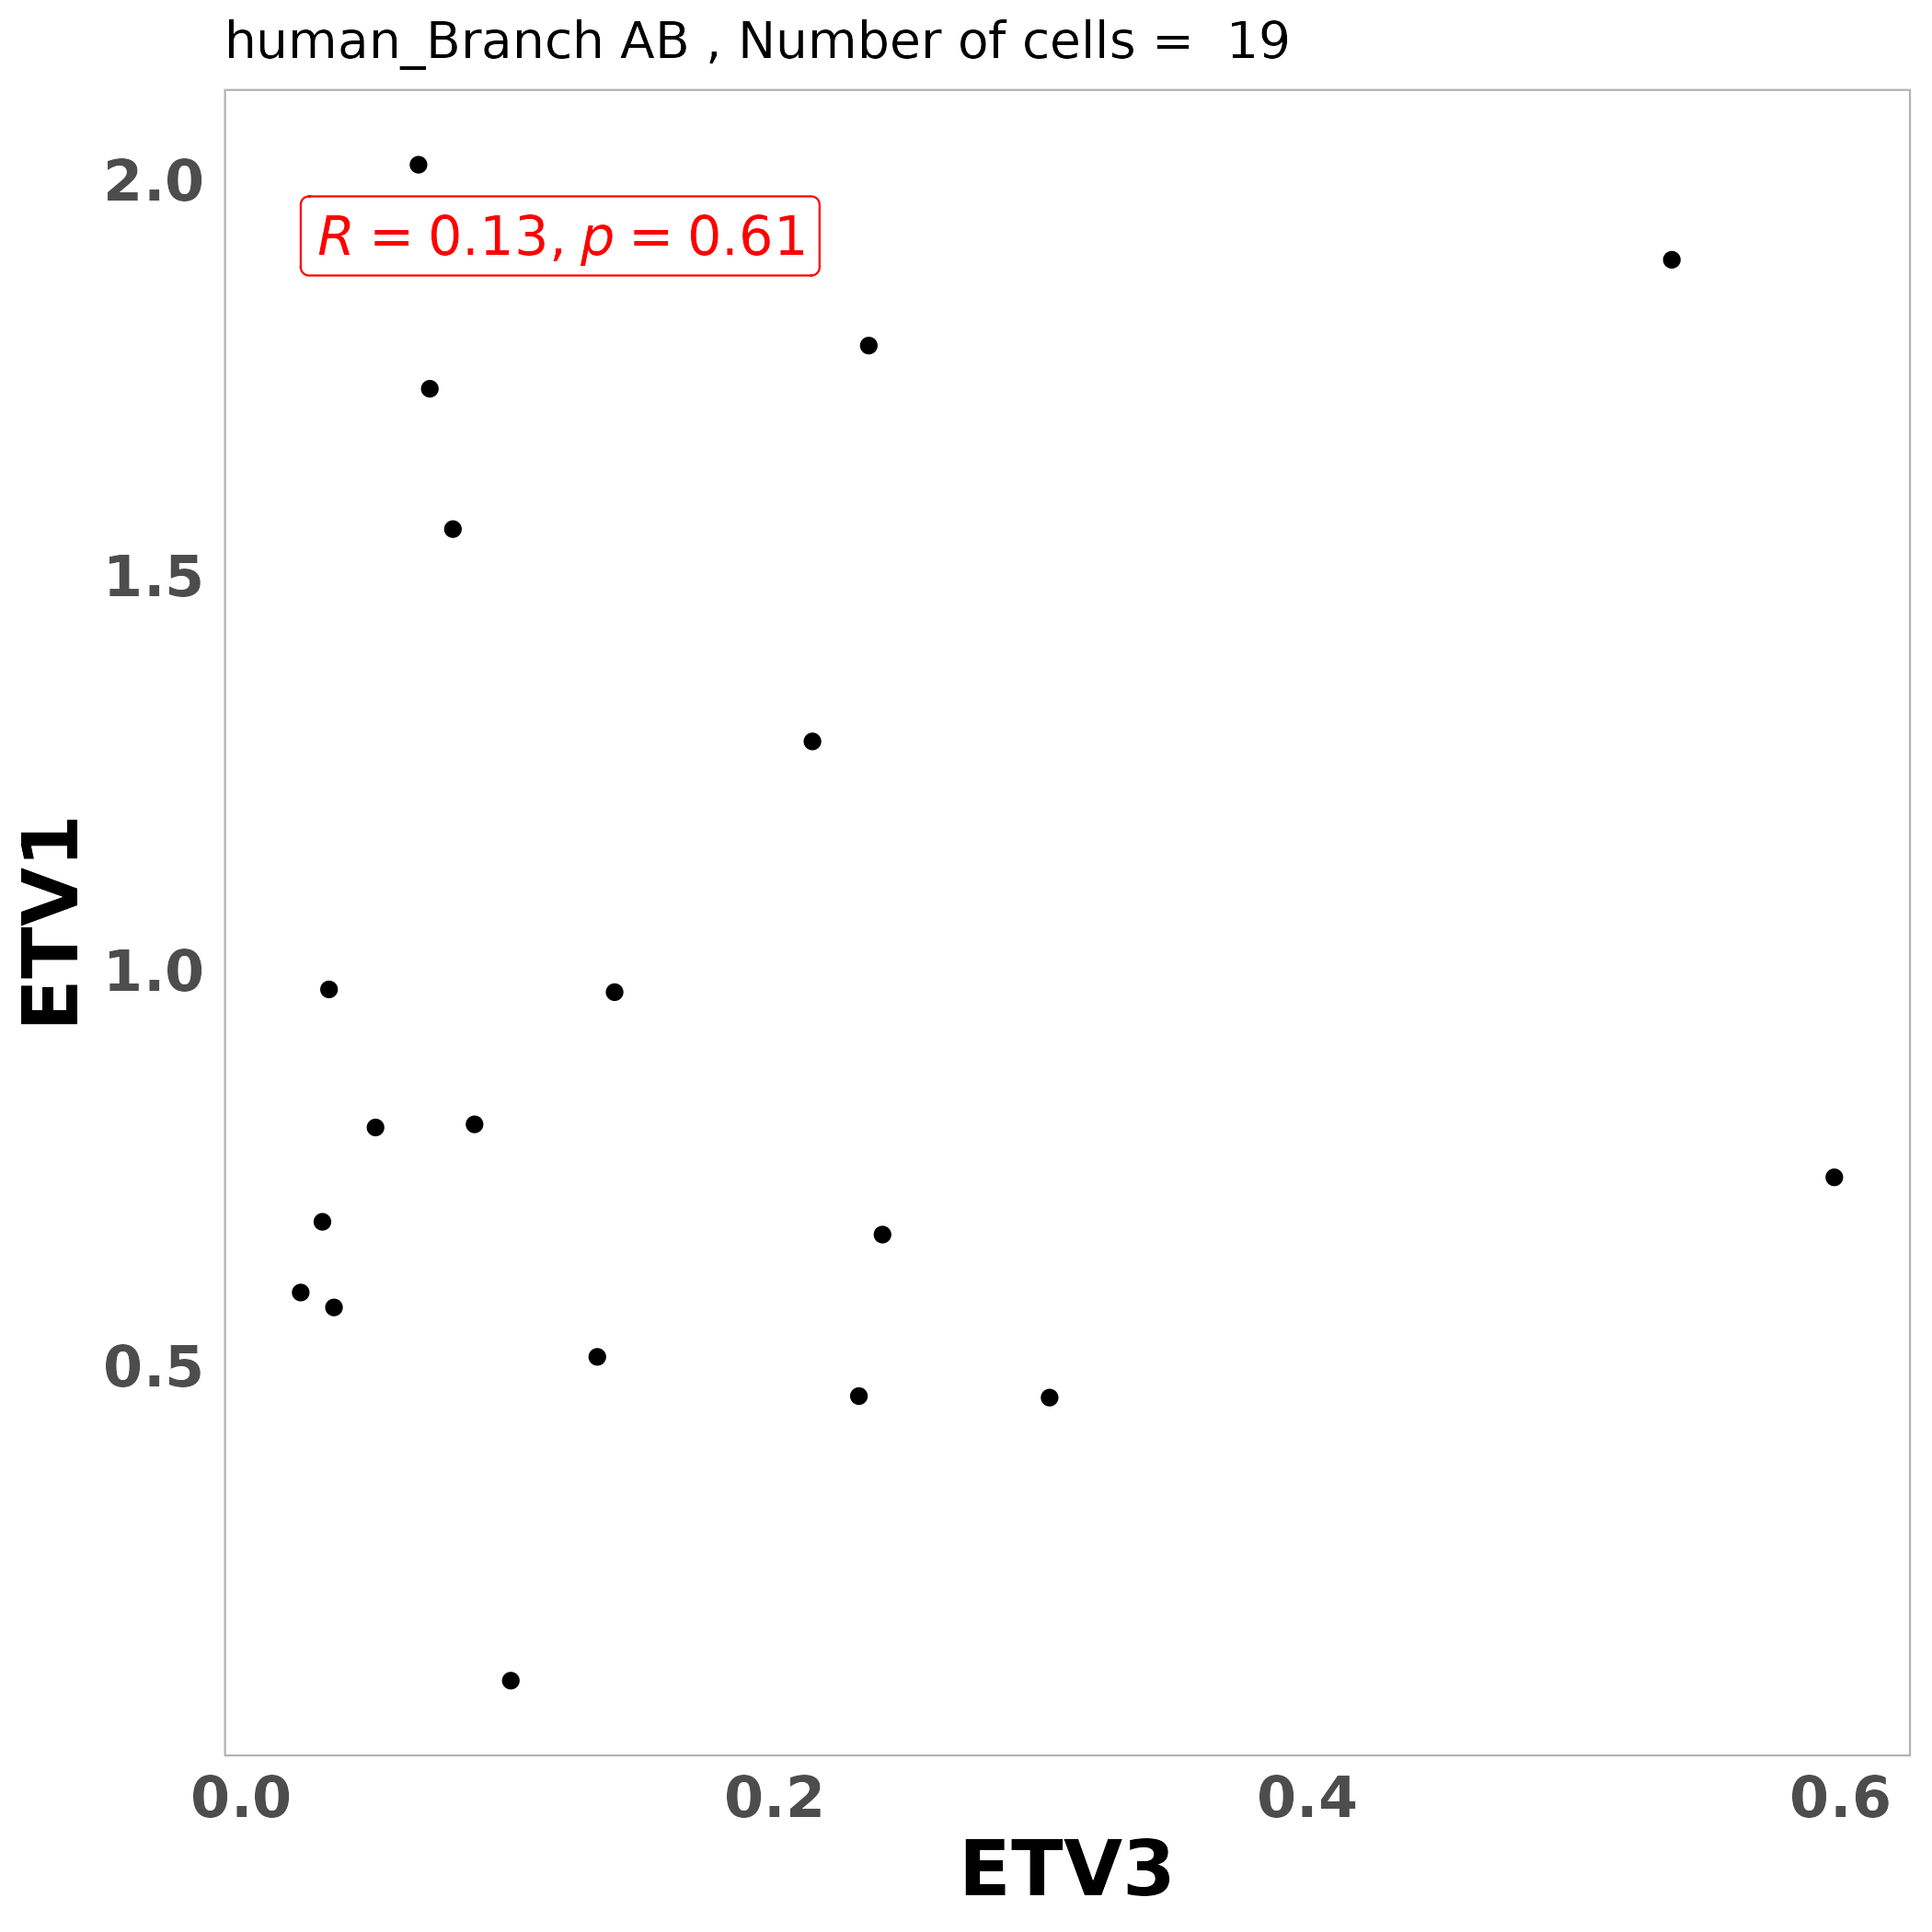 human_Branch AB , Number of cells =  19
2.0
R = 0.13, p = 0.61
1.5
ETV1
1.0
0.5
0.0 0.2 0.4 0.6
ETV3